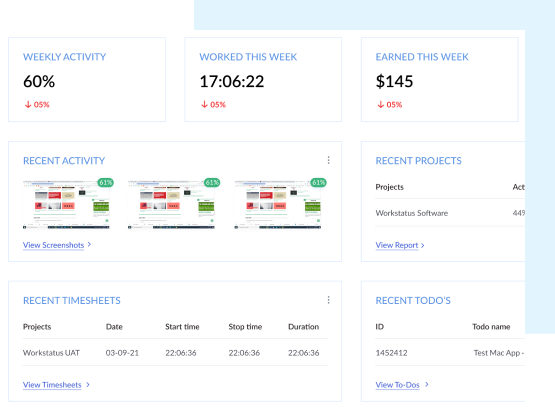 WEEKLY ACTIVITY
60%
↓ 05%
WORKED THIS WEEK
17:06:22
↓ 05%
EARNED THIS WEEK
$145
↓ 05%
RECENT ACTIVITY
61% 61% 61%
View Screenshots >
RECENT PROJECTS
Projects Act
Workstatus Software 44%
View Report >
RECENT TIMESHEETS
Projects Date Start time Stop time Duration
Workstatus UAT 03-09-21 22:06:36 22:06:36 22:06:36
View Timesheets >
RECENT TODO'S
ID Todo name
1452412 Test Mac App -
View To-Dos >